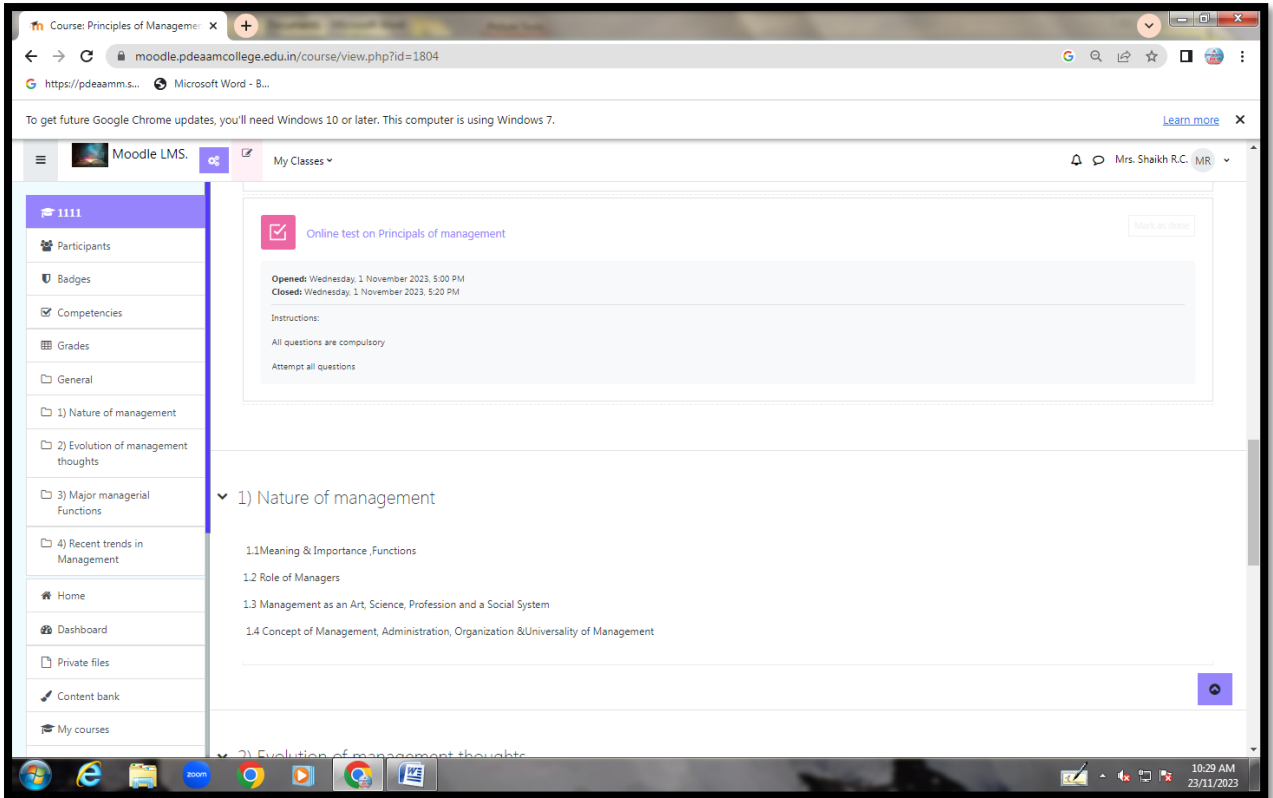 Course: Principles of Managemer
moodle.pdeaamcollege.edu.in/course/view.php?id=1804
https://pdeaamm.s... Microsoft Word - B...
To get future Google Chrome updates, you'll need Windows 10 or later. This computer is using Windows 7. Learn more
Moodle LMS. My Classes Mrs. Shaikh R.C. MR
1111
Participants
Badges
Competencies
Grades
General
1) Nature of management
2) Evolution of management
thoughts
3) Major managerial
Functions
4) Recent trends in
Management
Home
Dashboard
Private files
Content bank
My courses
Online test on Principals of management
Mark as done
Opened: Wednesday, 1 November 2023, 5:00 PM
Closed: Wednesday, 1 November 2023, 5:20 PM
Instructions:
All questions are compulsory
Attempt all questions
1) Nature of management
1.1Meaning & Importance ,Functions
1.2 Role of Managers
1.3 Management as an Art, Science, Profession and a Social System
1.4 Concept of Management, Administration, Organization &Universality of Management
2) Evolution of management thoughts
zoom
10:29 AM
23/11/2023